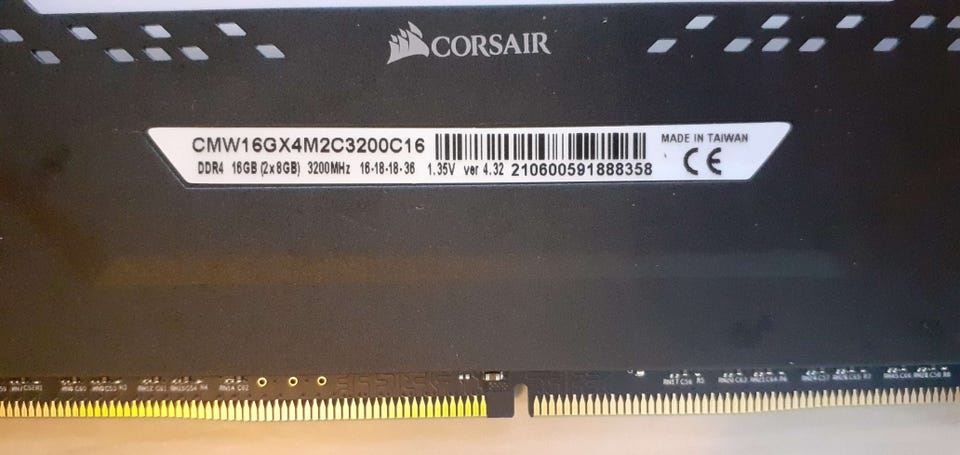 CORSAIR
CMW16GX4M2C3200C16
MADE IN TAIWAN
CE
DDR4 16GB (2x8GB) 3200MHz 16-18-18-36 1.35V ver 4.32 210600591888358